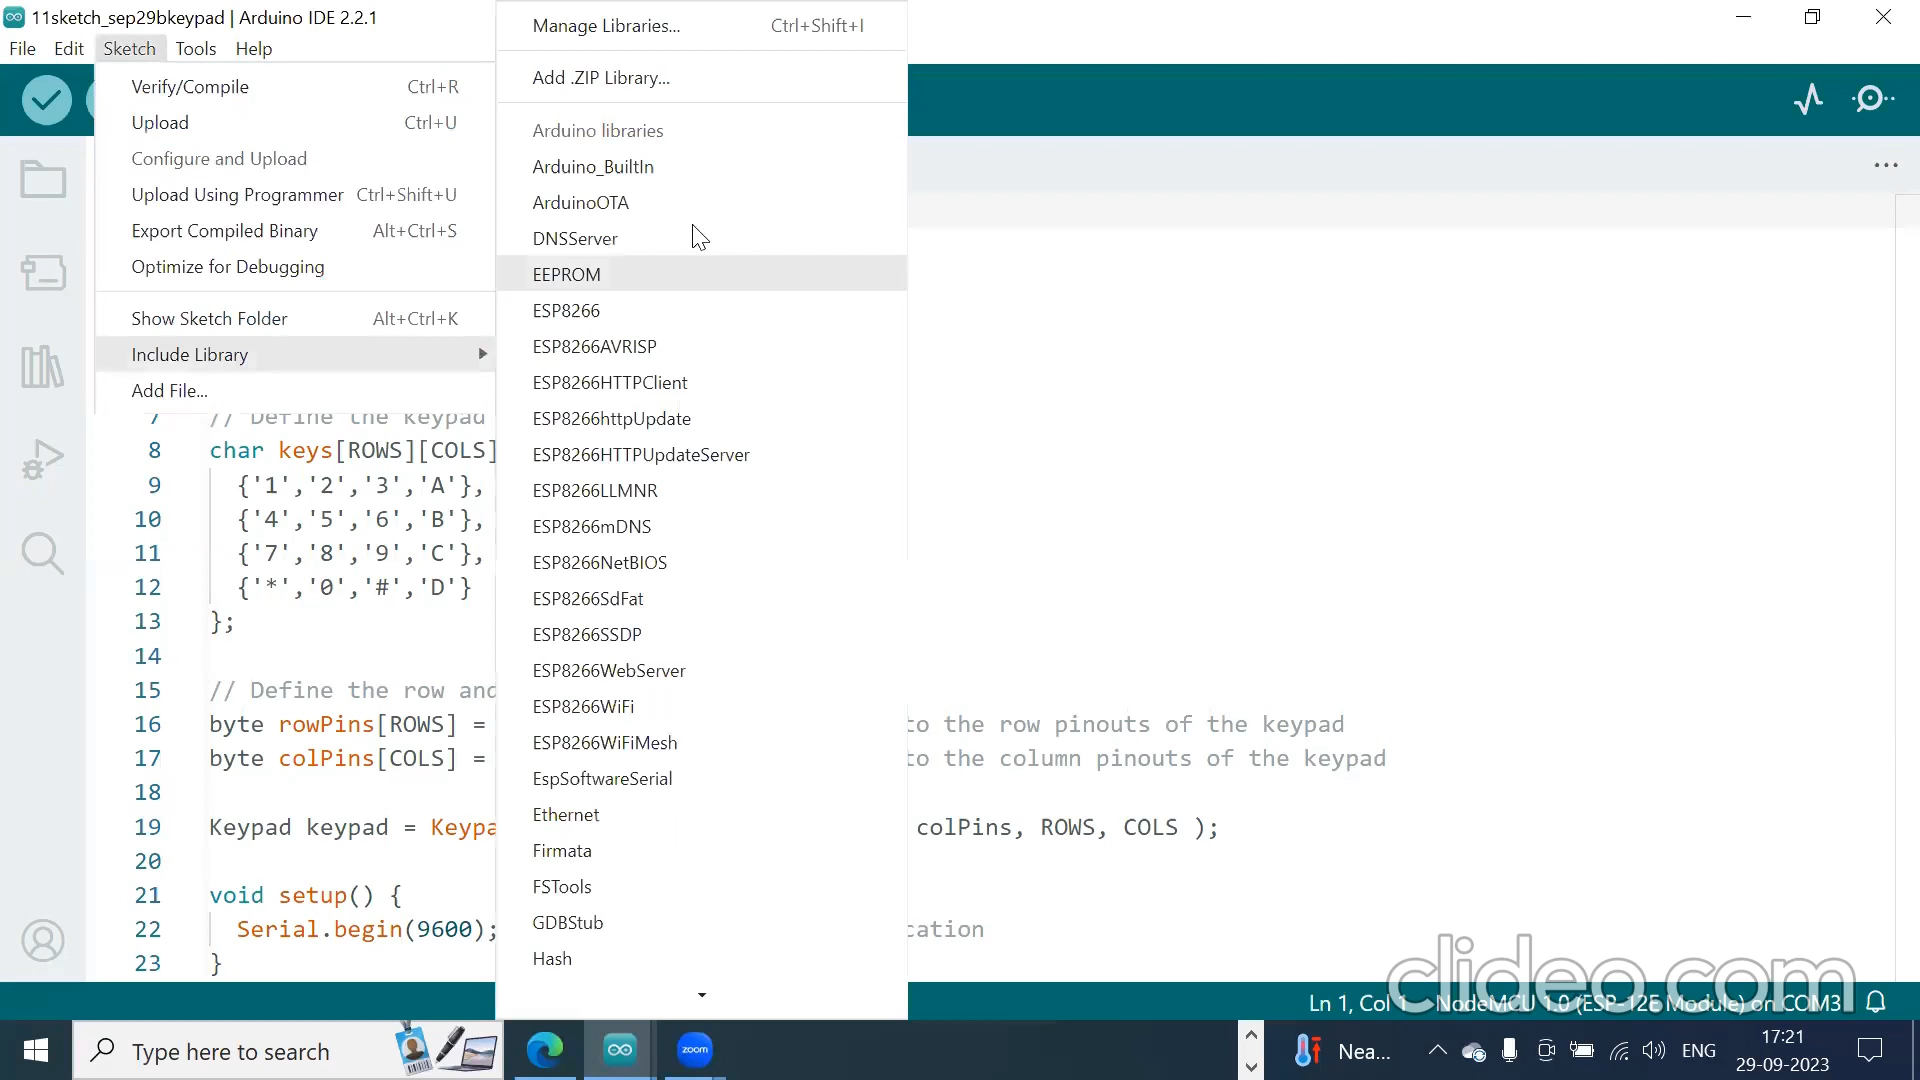 11sketch_sep29bkeypad | Arduino IDE 2.2.1
File Edit Sketch Tools Help
Verify/Compile Ctrl+R
Upload Ctrl+U
Configure and Upload
Upload Using Programmer Ctrl+Shift+U
Export Compiled Binary Alt+Ctrl+S
Optimize for Debugging
Show Sketch Folder Alt+Ctrl+K
Include Library
Add File...
Manage Libraries... Ctrl+Shift+I
Add .ZIP Library...
Arduino libraries
Arduino_BuiltIn
ArduinoOTA
DNSServer
EEPROM
ESP8266
ESP8266AVRISP
ESP8266HTTPClient
ESP8266httpUpdate
ESP8266HTTPUpdateServer
ESP8266LLMNR
ESP8266mDNS
ESP8266NetBIOS
ESP8266SdFat
ESP8266SSDP
ESP8266WebServer
ESP8266WiFi
ESP8266WiFiMesh
EspSoftwareSerial
Ethernet
Firmata
FSTools
GDBStub
Hash
7 // Define the keypad
8 char keys[ROWS][COLS]
9 {'1','2','3','A'},
10 {'4','5','6','B'},
11 {'7','8','9','C'},
12 {'*','0','#','D'}
13 };
14
15 // Define the row and
16 byte rowPins[ROWS] = to the row pinouts of the keypad
17 byte colPins[COLS] = to the column pinouts of the keypad
18
19 Keypad keypad = Keypa colPins, ROWS, COLS );
20
21 void setup() {
22 Serial.begin(9600); cation
23 }
clideo.com
Ln 1, Col 1 NodeMCU 1.0 (ESP-12E Module) on COM3
Type here to search
zoom
Nea...
ENG
17:21
29-09-2023